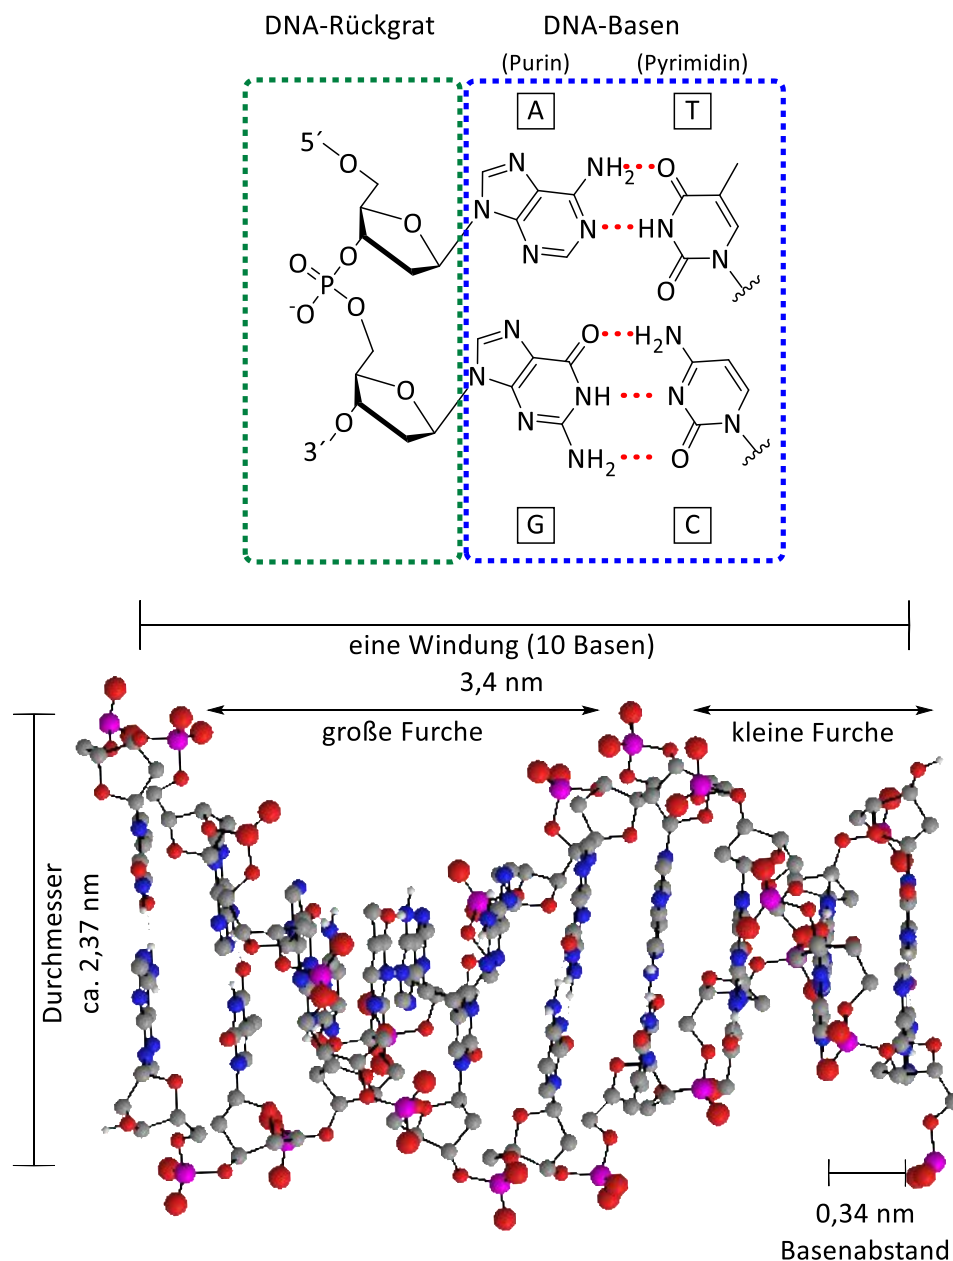 DNA-Rückgrat
DNA-Basen
(Purin)
(Pyrimidin)
A
T
5´
O
O
N
N
N
N
N
NH2
O
HN
N
O
O
O
P
-O
O
O
O
3´
N
N
N
NH
O
NH2
H2N
N
N
O
G
C
eine Windung (10 Basen)
3,4 nm
große Furche
kleine Furche
Durchmesser
ca. 2,37 nm
0,34 nm
Basenabstand